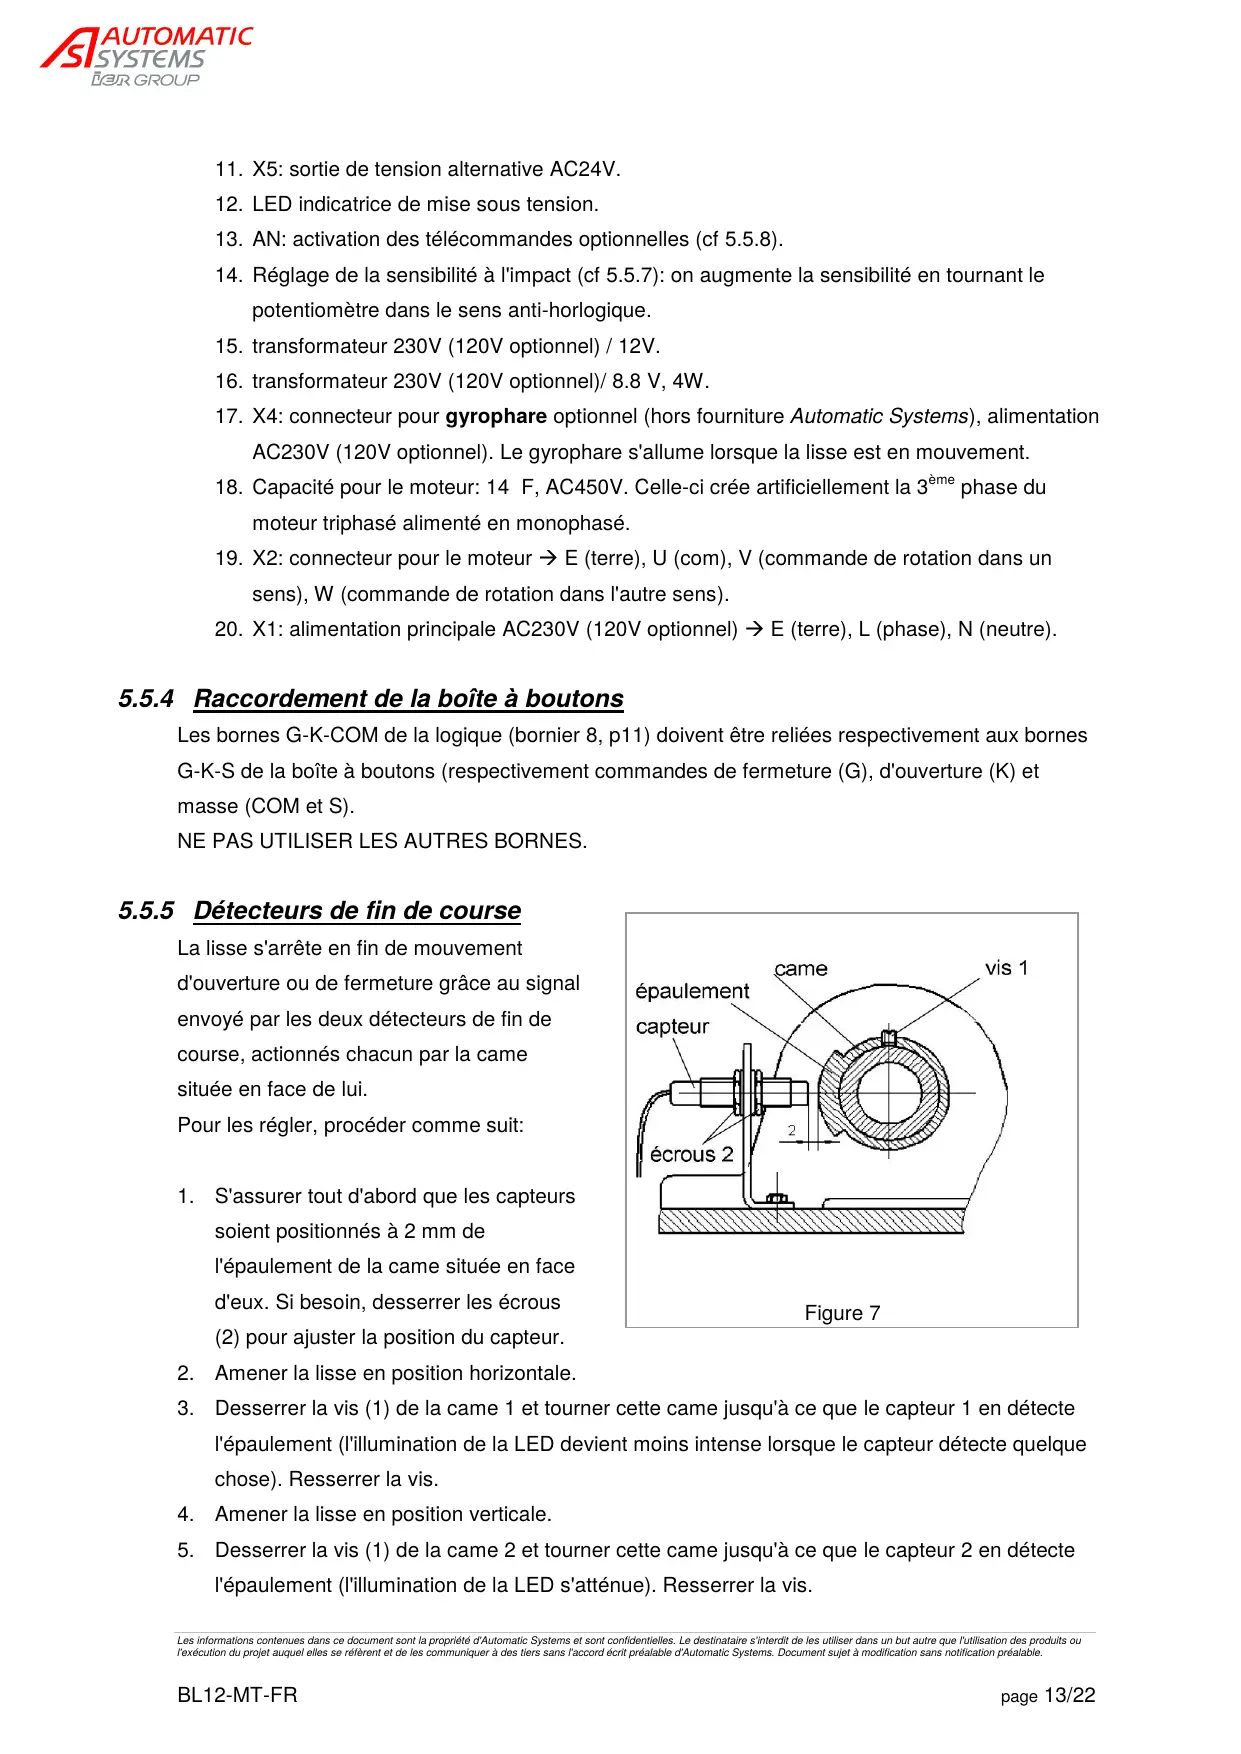 AUTOMATIC
SYSTEMS
IER GROUP
11. X5: sortie de tension alternative AC24V.
12. LED indicatrice de mise sous tension.
13. AN: activation des télécommandes optionnelles (cf 5.5.8).
14. Réglage de la sensibilité à l'impact (cf 5.5.7): on augmente la sensibilité en tournant le
potentiomètre dans le sens anti-horlogique.
15. transformateur 230V (120V optionnel) / 12V.
16. transformateur 230V (120V optionnel)/ 8.8 V, 4W.
17. X4: connecteur pour gyrophare optionnel (hors fourniture Automatic Systems), alimentation
AC230V (120V optionnel). Le gyrophare s'allume lorsque la lisse est en mouvement.
18. Capacité pour le moteur: 14  F, AC450V. Celle-ci crée artificiellement la 3ème phase du
moteur triphasé alimenté en monophasé.
19. X2: connecteur pour le moteur → E (terre), U (com), V (commande de rotation dans un
sens), W (commande de rotation dans l'autre sens).
20. X1: alimentation principale AC230V (120V optionnel) → E (terre), L (phase), N (neutre).
5.5.4 Raccordement de la boîte à boutons
Les bornes G-K-COM de la logique (bornier 8, p11) doivent être reliées respectivement aux bornes
G-K-S de la boîte à boutons (respectivement commandes de fermeture (G), d'ouverture (K) et
masse (COM et S).
NE PAS UTILISER LES AUTRES BORNES.
5.5.5 Détecteurs de fin de course
La lisse s'arrête en fin de mouvement
d'ouverture ou de fermeture grâce au signal
envoyé par les deux détecteurs de fin de
course, actionnés chacun par la came
située en face de lui.
Pour les régler, procéder comme suit:
1. S'assurer tout d'abord que les capteurs
soient positionnés à 2 mm de
l'épaulement de la came située en face
d'eux. Si besoin, desserrer les écrous
(2) pour ajuster la position du capteur.
came
vis 1
épaulement
capteur
2
écrous 2
Figure 7
2. Amener la lisse en position horizontale.
3. Desserrer la vis (1) de la came 1 et tourner cette came jusqu'à ce que le capteur 1 en détecte
l'épaulement (l'illumination de la LED devient moins intense lorsque le capteur détecte quelque
chose). Resserrer la vis.
4. Amener la lisse en position verticale.
5. Desserrer la vis (1) de la came 2 et tourner cette came jusqu'à ce que le capteur 2 en détecte
l'épaulement (l'illumination de la LED s'atténue). Resserrer la vis.
Les informations contenues dans ce document sont la propriété d'Automatic Systems et sont confidentielles. Le destinataire s'interdit de les utiliser dans un but autre que l'utilisation des produits ou
l'exécution du projet auquel elles se réfèrent et de les communiquer à des tiers sans l'accord écrit préalable d'Automatic Systems. Document sujet à modification sans notification préalable.
BL12-MT-FR
page 13/22